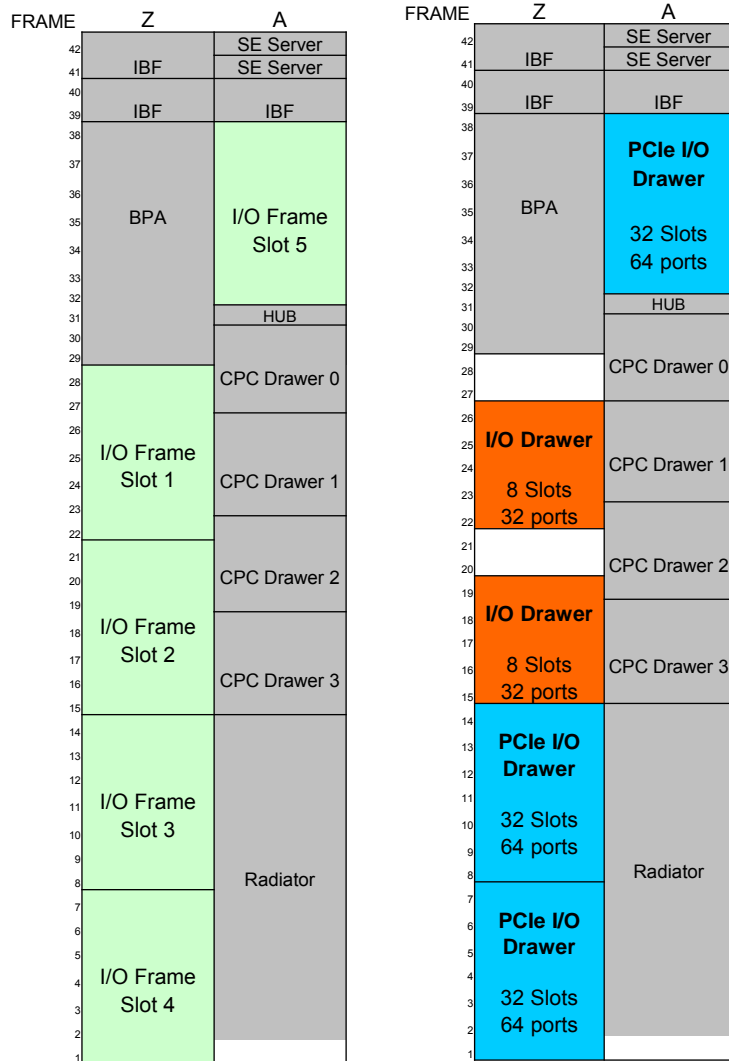 FRAME Z A
42 SE Server
41 IBF SE Server
40
39 IBF IBF
38
37
36
35 BPA I/O Frame
34 Slot 5
33
32
31 HUB
30
29
28 CPC Drawer 0
27
26
25 I/O Frame
24 Slot 1 CPC Drawer 1
23
22
21
20 CPC Drawer 2
19
18 I/O Frame
17 Slot 2
16 CPC Drawer 3
15
14
13
12
11 I/O Frame
10 Slot 3
9
8 Radiator
7
6
5
4 I/O Frame
3 Slot 4
2
1
FRAME Z A
42 SE Server
41 IBF SE Server
40
39 IBF IBF
38
37 PCIe I/O
36 Drawer
35 BPA
34 32 Slots
33 64 ports
32
31 HUB
30
29
28 CPC Drawer 0
27
26
25 I/O Drawer
24 CPC Drawer 1
23 8 Slots
22 32 ports
21
20 CPC Drawer 2
19
18 I/O Drawer
17
16 8 Slots CPC Drawer 3
15 32 ports
14
13 PCIe I/O
12 Drawer
11
10 32 Slots
9 64 ports
8 Radiator
7
6 PCIe I/O
5 Drawer
4
3 32 Slots
2 64 ports
1